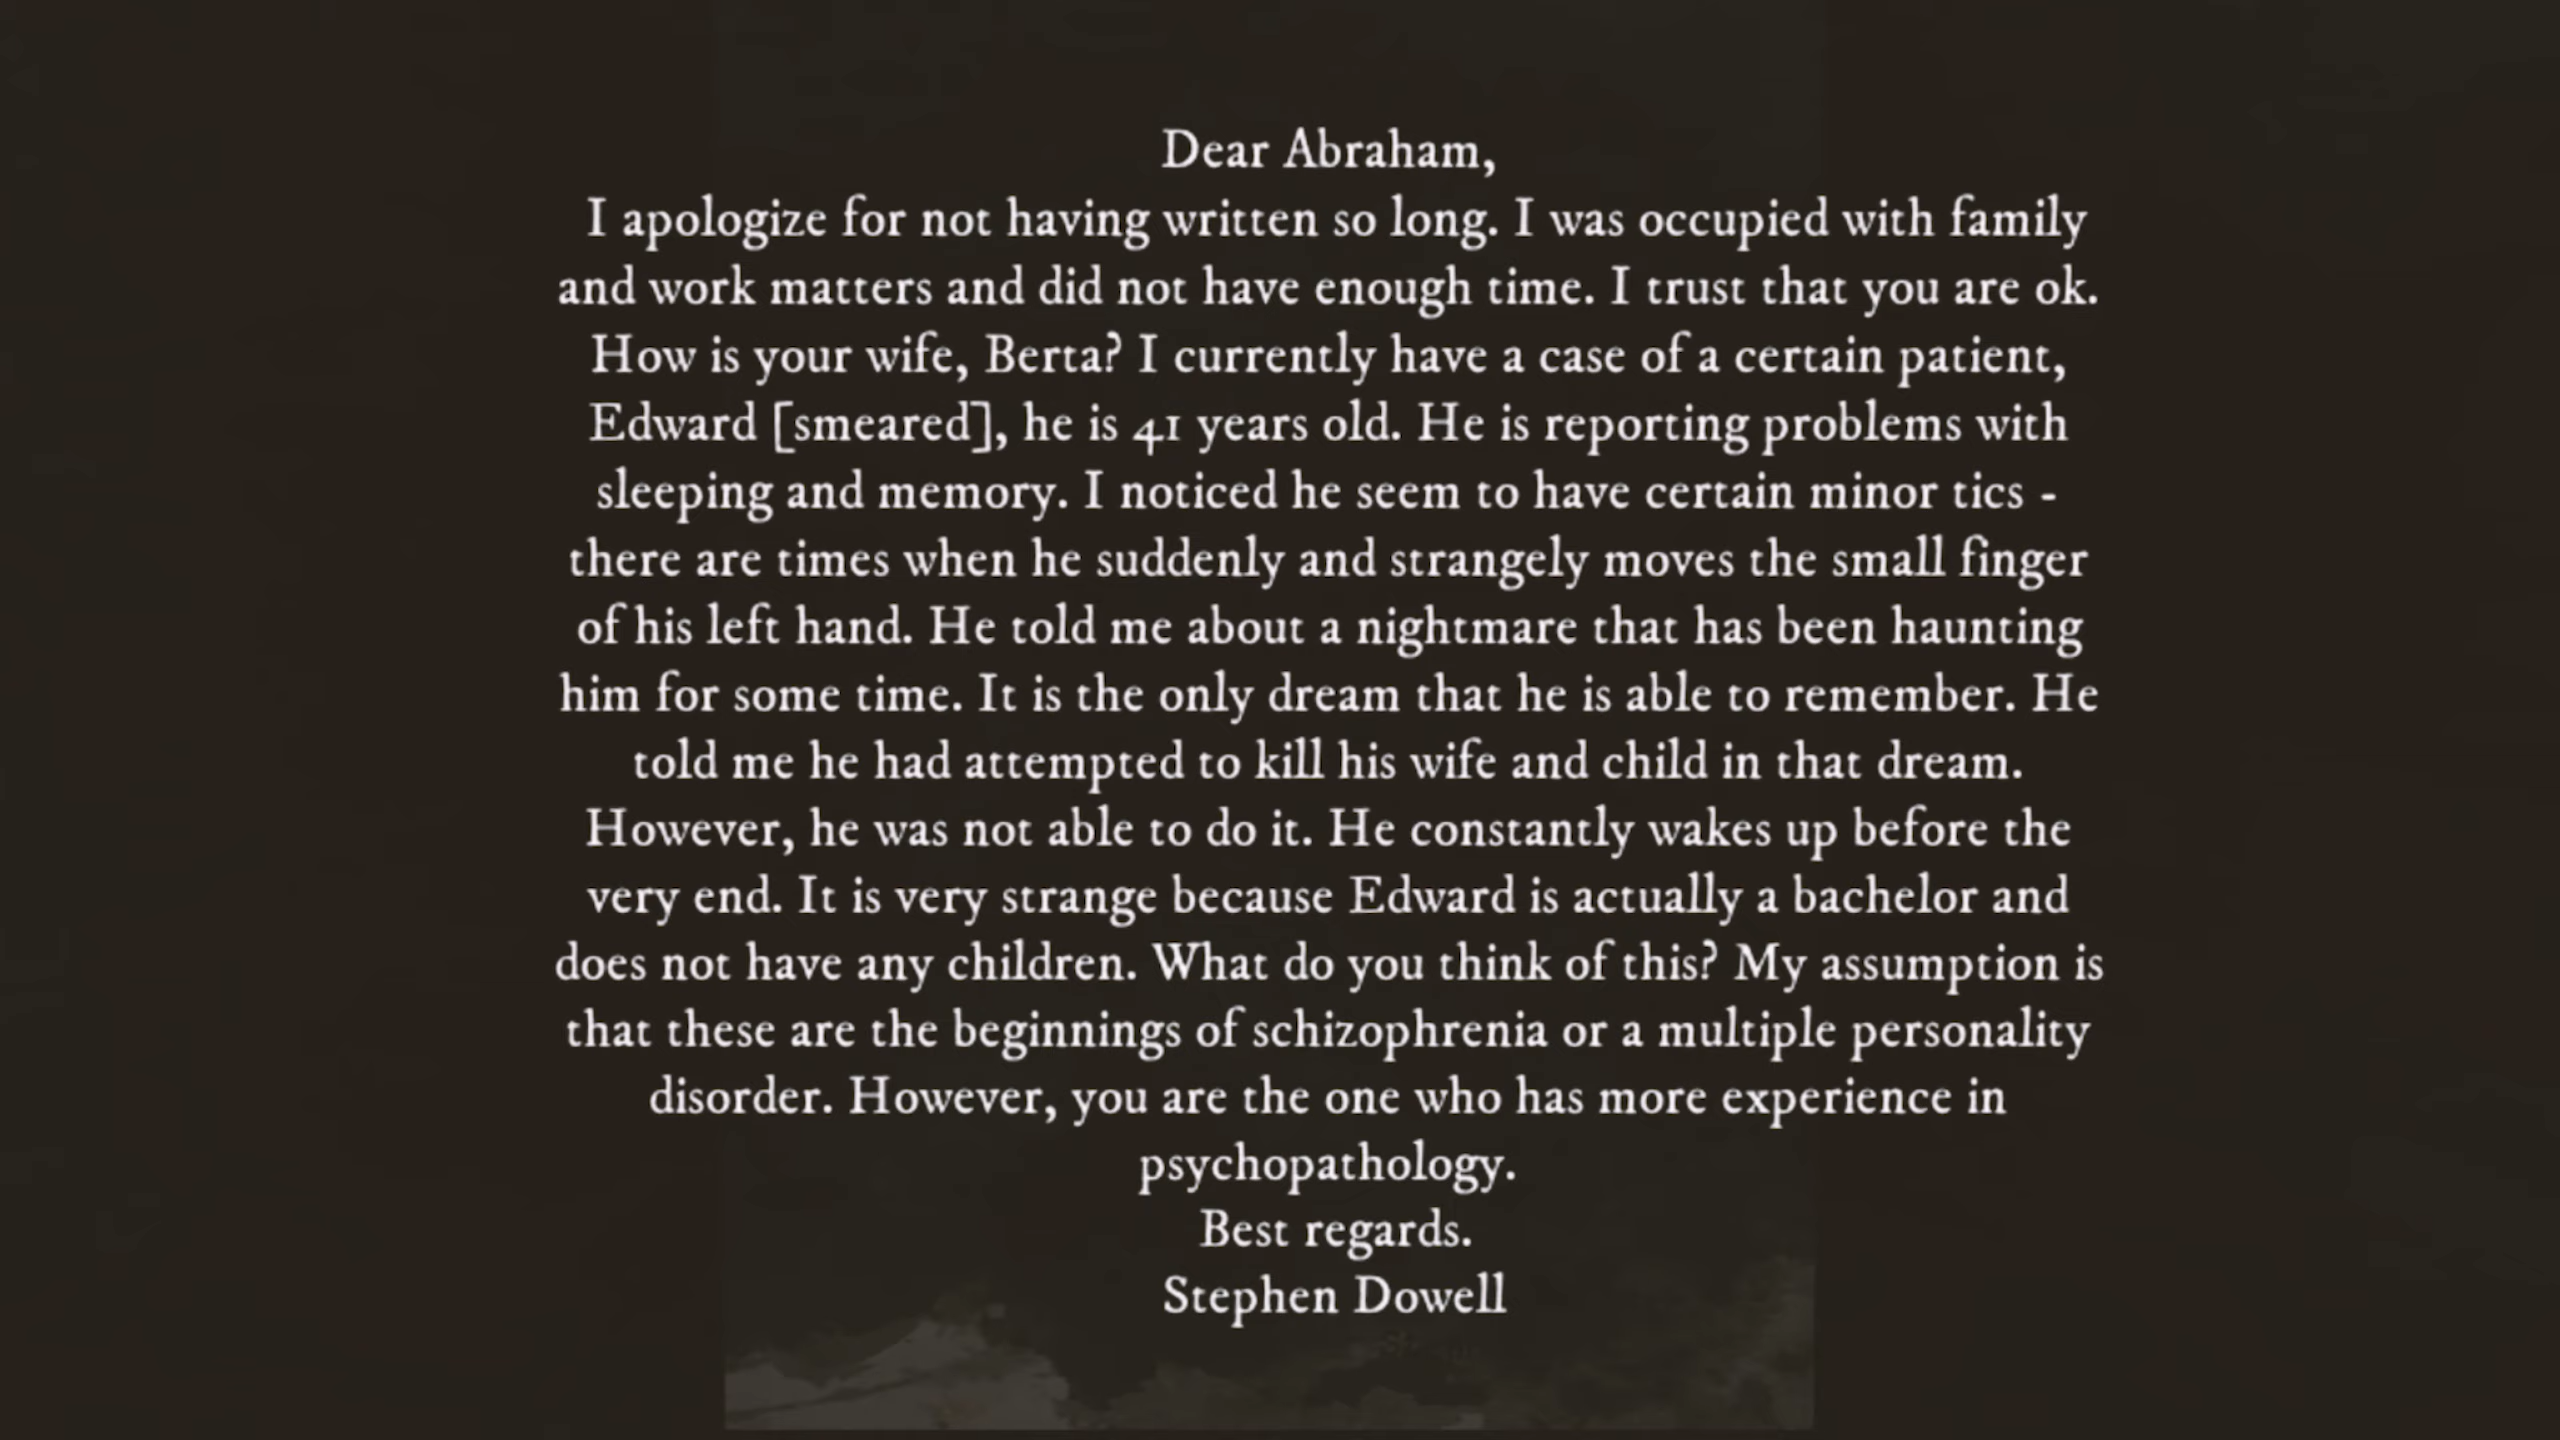 Dear Abraham,
I apologize for not having written so long. I was occupied with family
and work matters and did not have enough time. I trust that you are ok.
How is your wife, Berta? I currently have a case of a certain patient,
Edward [smeared], he is 41 years old. He is reporting problems with
sleeping and memory. I noticed he seem to have certain minor tics -
there are times when he suddenly and strangely moves the small finger
of his left hand. He told me about a nightmare that has been haunting
him for some time. It is the only dream that he is able to remember. He
told me he had attempted to kill his wife and child in that dream.
However, he was not able to do it. He constantly wakes up before the
very end. It is very strange because Edward is actually a bachelor and
does not have any children. What do you think of this? My assumption is
that these are the beginnings of schizophrenia or a multiple personality
disorder. However, you are the one who has more experience in
psychopathology.
Best regards.
Stephen Dowell